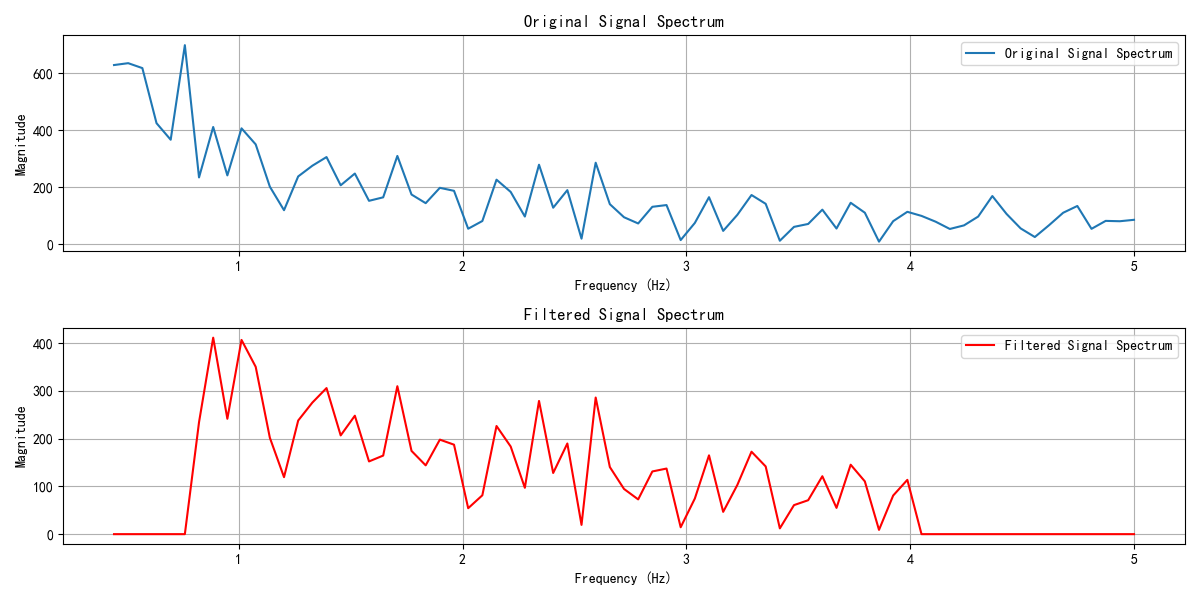 Original Signal Spectrum
Original Signal Spectrum
Magnitude
600
400
200
0
1 2 3 4 5
Frequency (Hz)
Filtered Signal Spectrum
Filtered Signal Spectrum
Magnitude
400
300
200
100
0
1 2 3 4 5
Frequency (Hz)